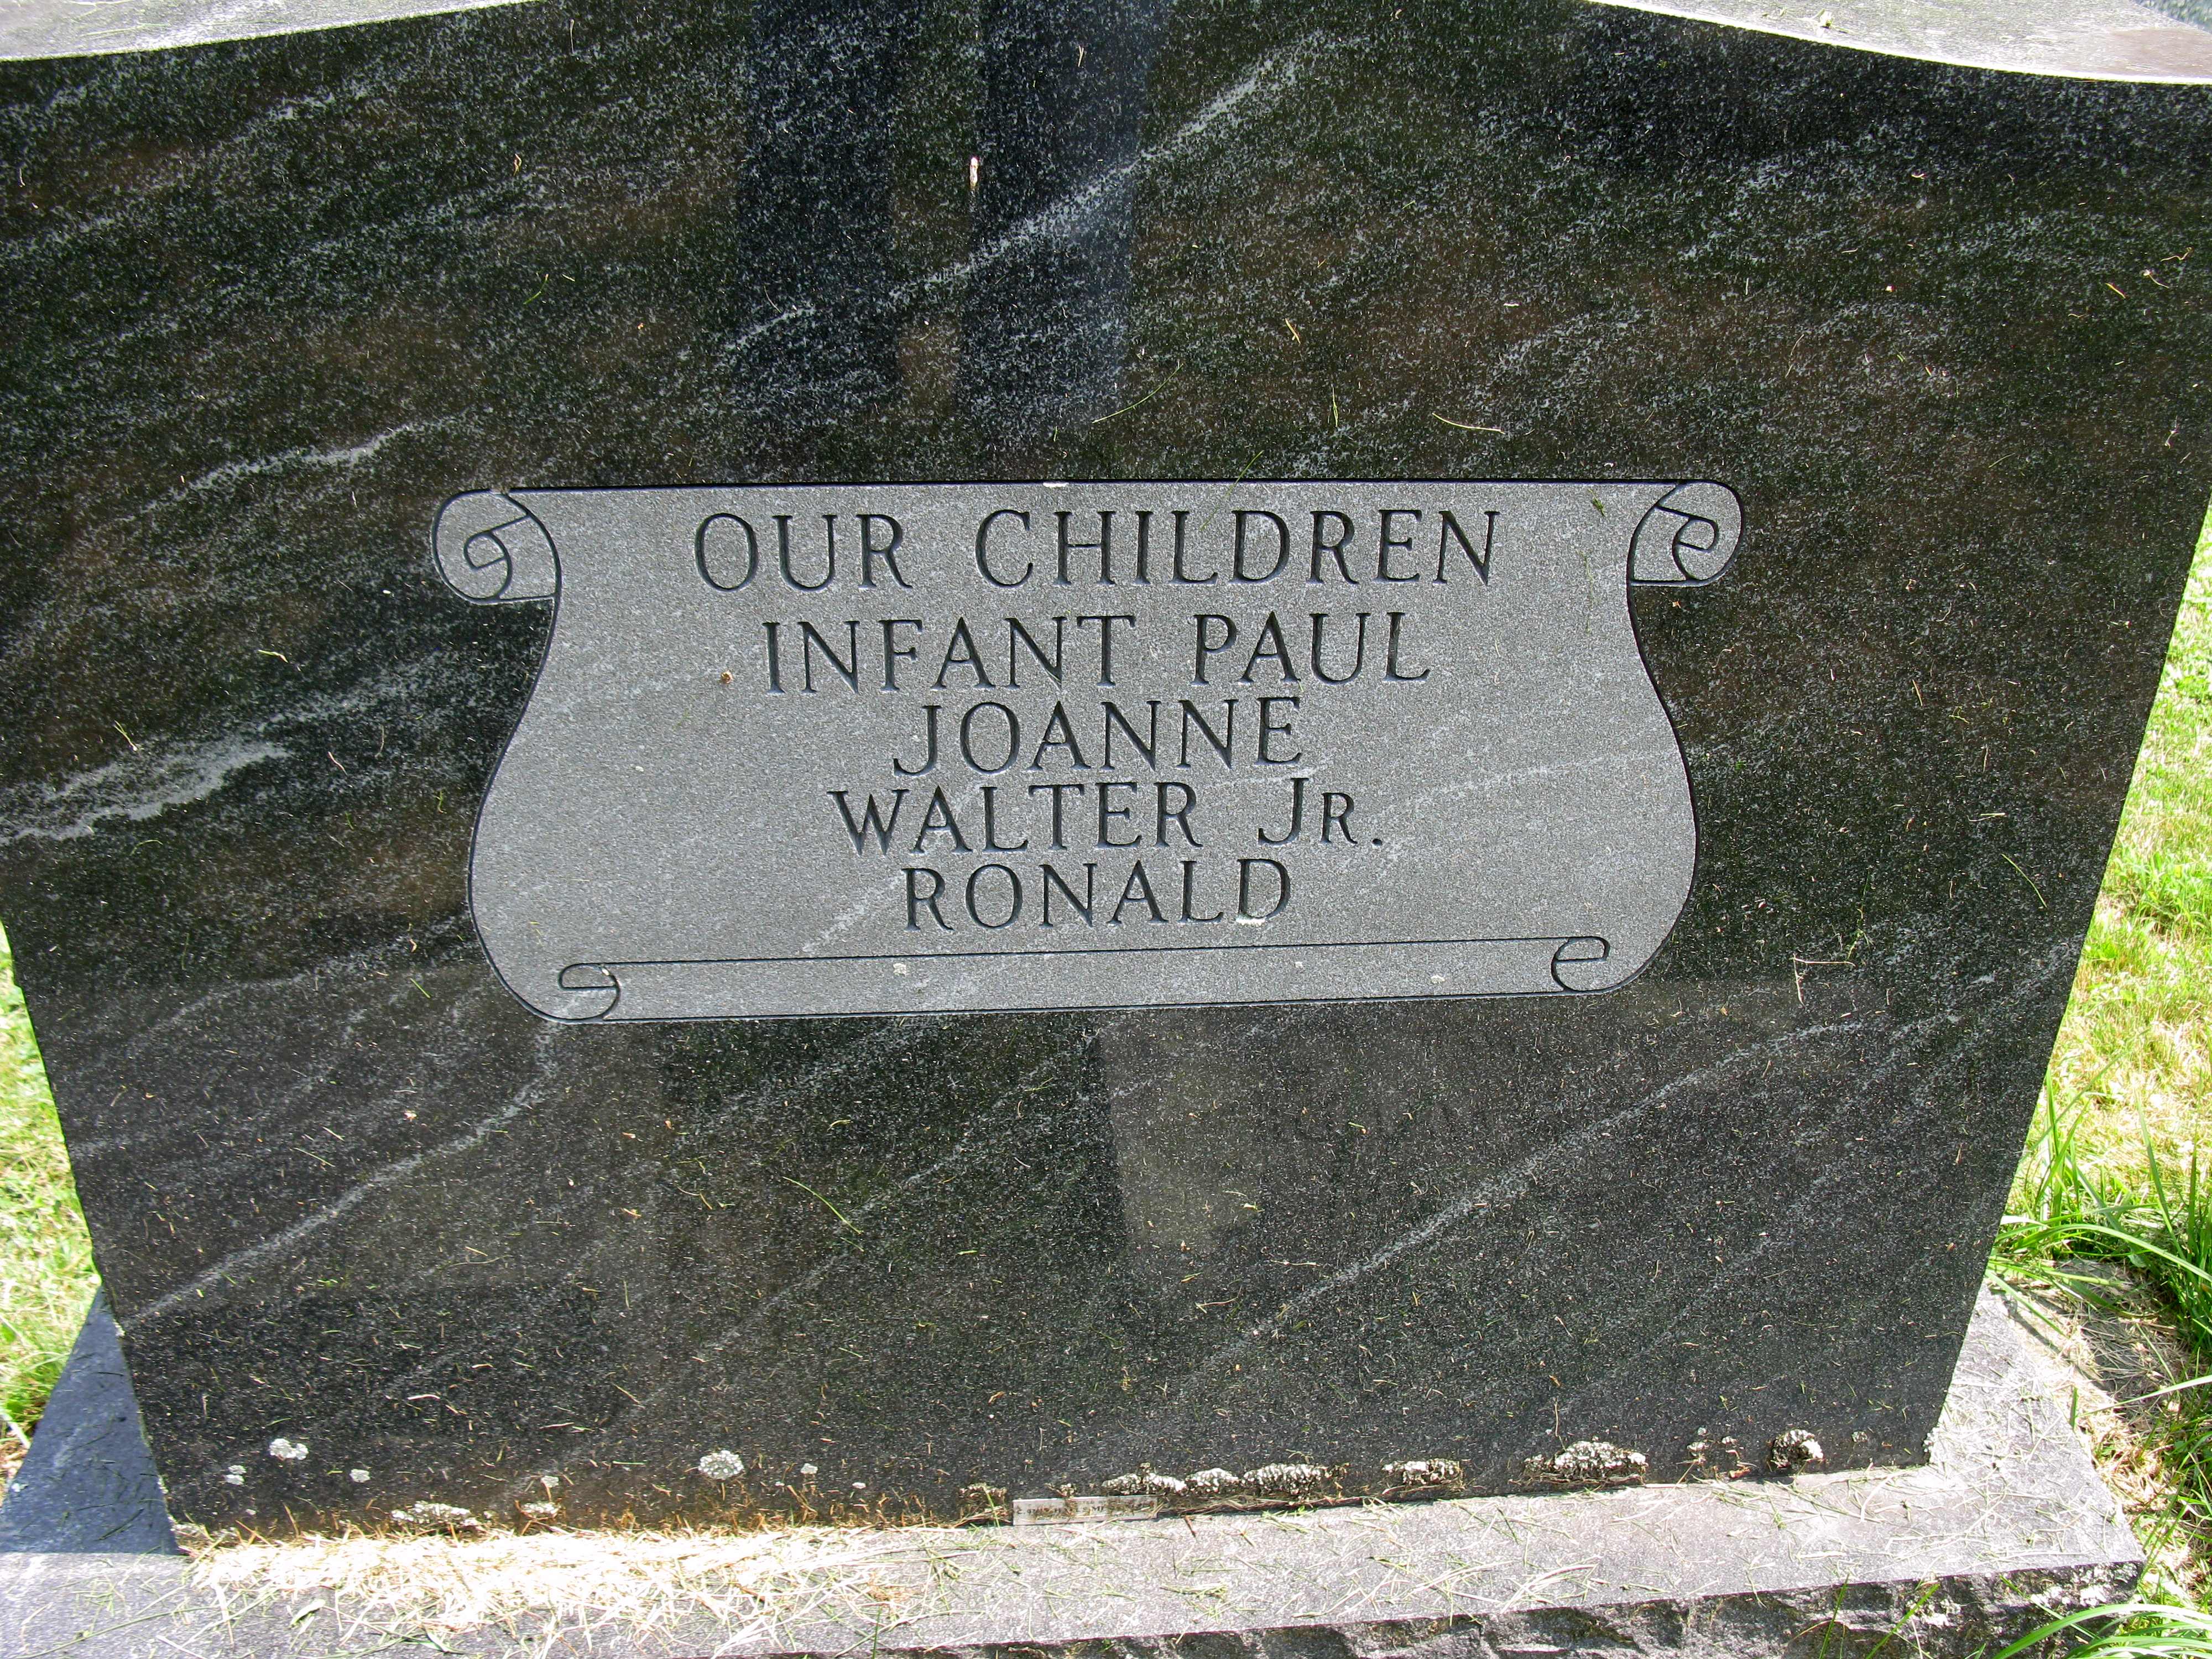 OUR CHILDREN
INFANT PAUL
JOANNE
WALTER JR.
RONALD